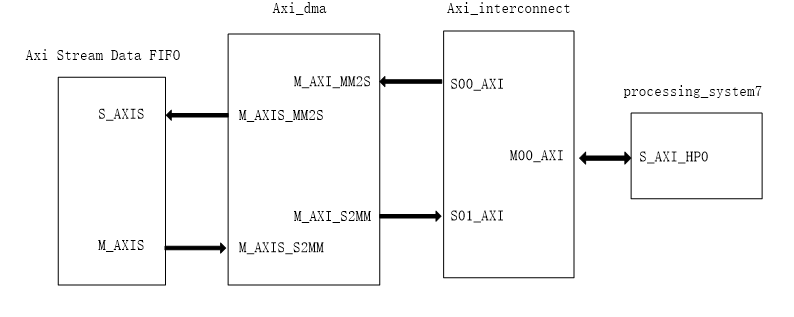 Axi_dma
Axi_interconnect
Axi Stream Data FIFO
processing_system7
M_AXI_MM2S
S00_AXI
S_AXIS
M_AXIS_MM2S
M00_AXI
S_AXI_HP0
M_AXI_S2MM
S01_AXI
M_AXIS
M_AXIS_S2MM